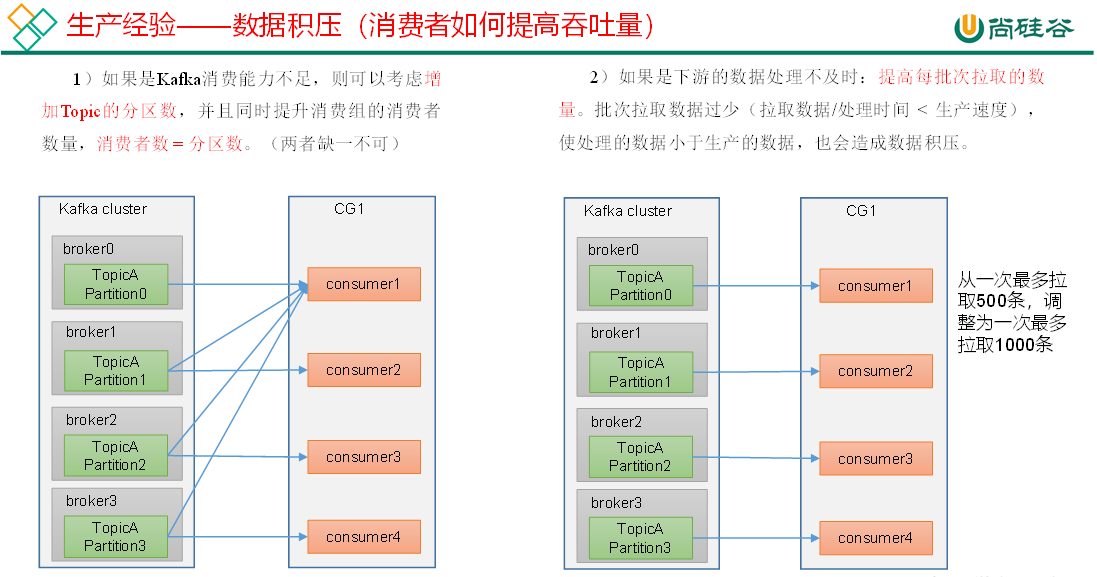 生产经验——数据积压（消费者如何提高吞吐量）
尚硅谷
1）如果是Kafka消费能力不足，则可以考虑增
加Topic的分区数，并且同时提升消费组的消费者
数量，消费者数 = 分区数。（两者缺一不可）
2）如果是下游的数据处理不及时：提高每批次拉取的数
量。批次拉取数据过少（拉取数据/处理时间 < 生产速度），
使处理的数据小于生产的数据，也会造成数据积压。
Kafka cluster
broker0
TopicA
Partition0
broker1
TopicA
Partition1
broker2
TopicA
Partition2
broker3
TopicA
Partition3
CG1
consumer1
consumer2
consumer3
consumer4
Kafka cluster
broker0
TopicA
Partition0
broker1
TopicA
Partition1
broker2
TopicA
Partition2
broker3
TopicA
Partition3
CG1
consumer1
consumer2
consumer3
consumer4
从一次最多拉
取500条，调
整为一次最多
拉取1000条